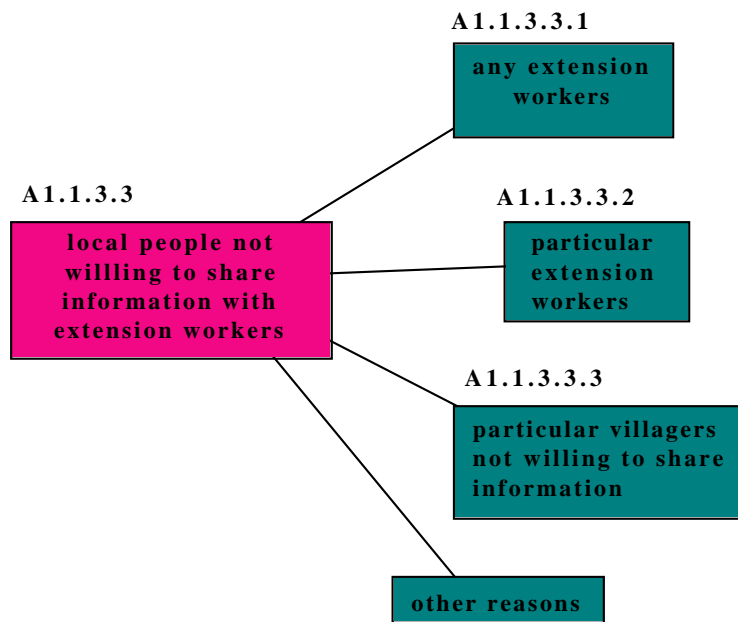 A1.1.3.3.1
any extension
workers
A1.1.3.3
local people not
willling to share
information with
extension workers
A1.1.3.3.2
particular
extension
workers
A1.1.3.3.3
particular villagers
not willing to share
information
other reasons